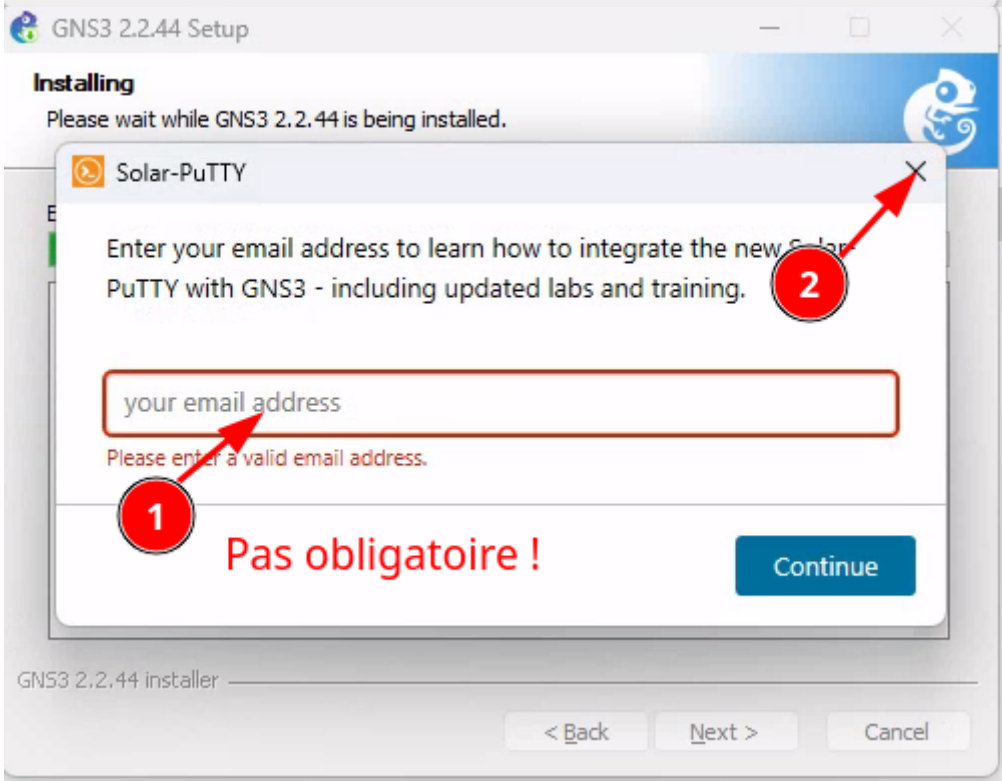 GNS3 2.2.44 Setup
Installing
Please wait while GNS3 2.2.44 is being installed.
Solar-PuTTY
E
Enter your email address to learn how to integrate the new Solar-
PuTTY with GNS3 - including updated labs and training.
2
your email address
Please enter a valid email address.
1
Pas obligatoire !
Continue
GNS3 2.2.44 installer
< Back
Next >
Cancel